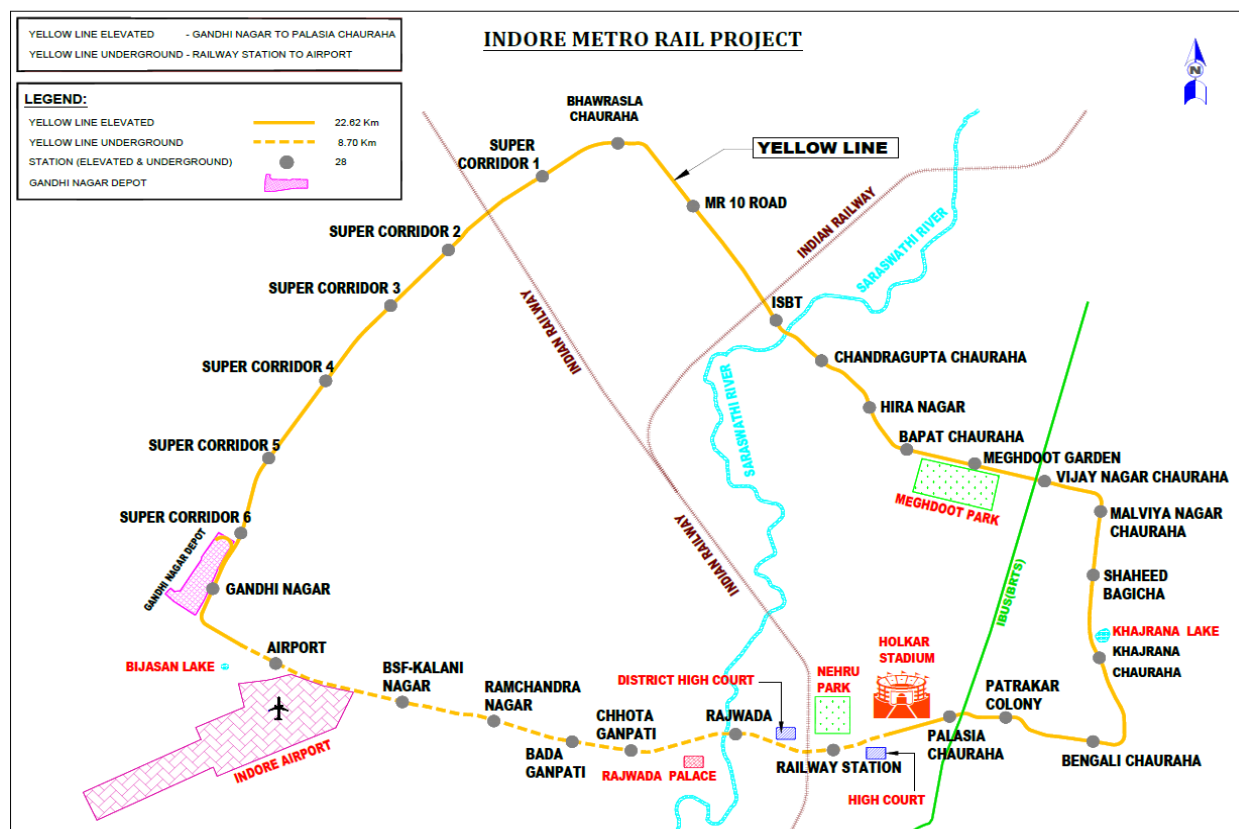 YELLOW LINE ELEVATED - GANDHI NAGAR TO PALASIA CHAURAHA
YELLOW LINE UNDERGROUND - RAILWAY STATION TO AIRPORT
INDORE METRO RAIL PROJECT
N
LEGEND:
YELLOW LINE ELEVATED 22.62 Km
YELLOW LINE UNDERGROUND 8.70 Km
STATION (ELEVATED & UNDERGROUND) 28
GANDHI NAGAR DEPOT
BHAWRASLA
CHAURAHA
SUPER
CORRIDOR 1
YELLOW LINE
MR 10 ROAD
INDIAN RAILWAY
SARASWATHI RIVER
SUPER CORRIDOR 2
SUPER CORRIDOR 3
ISBT
INDIAN RAILWAY
CHANDRAGUPTA CHAURAHA
SUPER CORRIDOR 4
SARASWATHI RIVER
HIRA NAGAR
BAPAT CHAURAHA
SUPER CORRIDOR 5
MEGHDOOT GARDEN
VIJAY NAGAR CHAURAHA
MEGHDOOT PARK
SUPER CORRIDOR 6
MALVIYA NAGAR
CHAURAHA
INDIAN RAILWAY
GANDHI NAGAR DEPOT
GANDHI NAGAR
SHAHEED
BAGICHA
IBUS(BRTS)
KHAJRANA LAKE
KHAJRANA
CHAURAHA
AIRPORT
BIJASAN LAKE
BSF-KALANI
NAGAR
HOLKAR
STADIUM
NEHRU
PARK
DISTRICT HIGH COURT
RAMCHANDRA
NAGAR
PATRAKAR
COLONY
CHHOTA
GANPATI
RAJWADA
PALASIA
CHAURAHA
BADA
GANPATI
RAILWAY STATION
BENGALI CHAURAHA
INDORE AIRPORT
RAJWADA PALACE
HIGH COURT